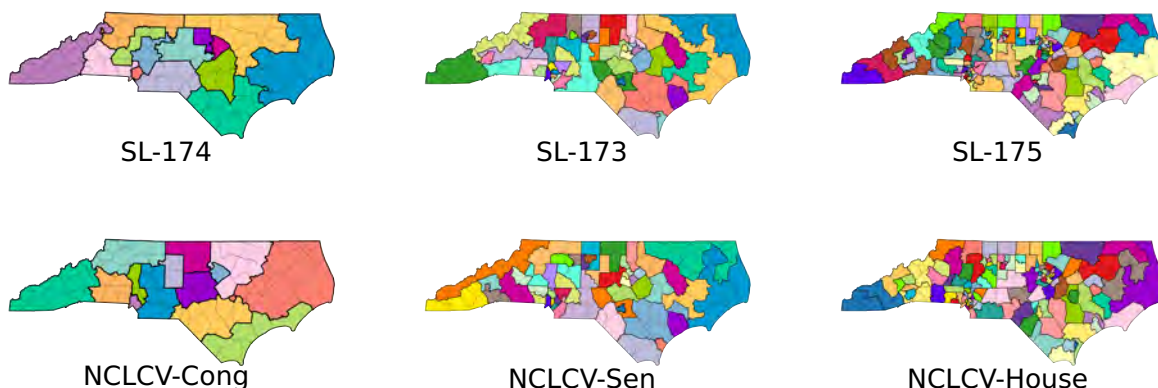 SL-174
SL-173
SL-175
NCLCV-Cong
NCLCV-Sen
NCLCV-House